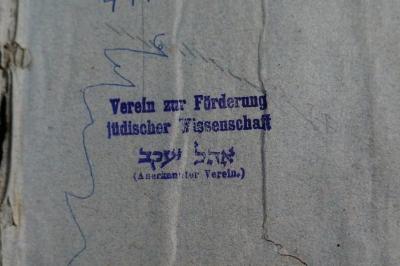 Verein zur Förderung
jüdischer Wissenschaft
אהל יעקב
(Anerkannter Verein.)